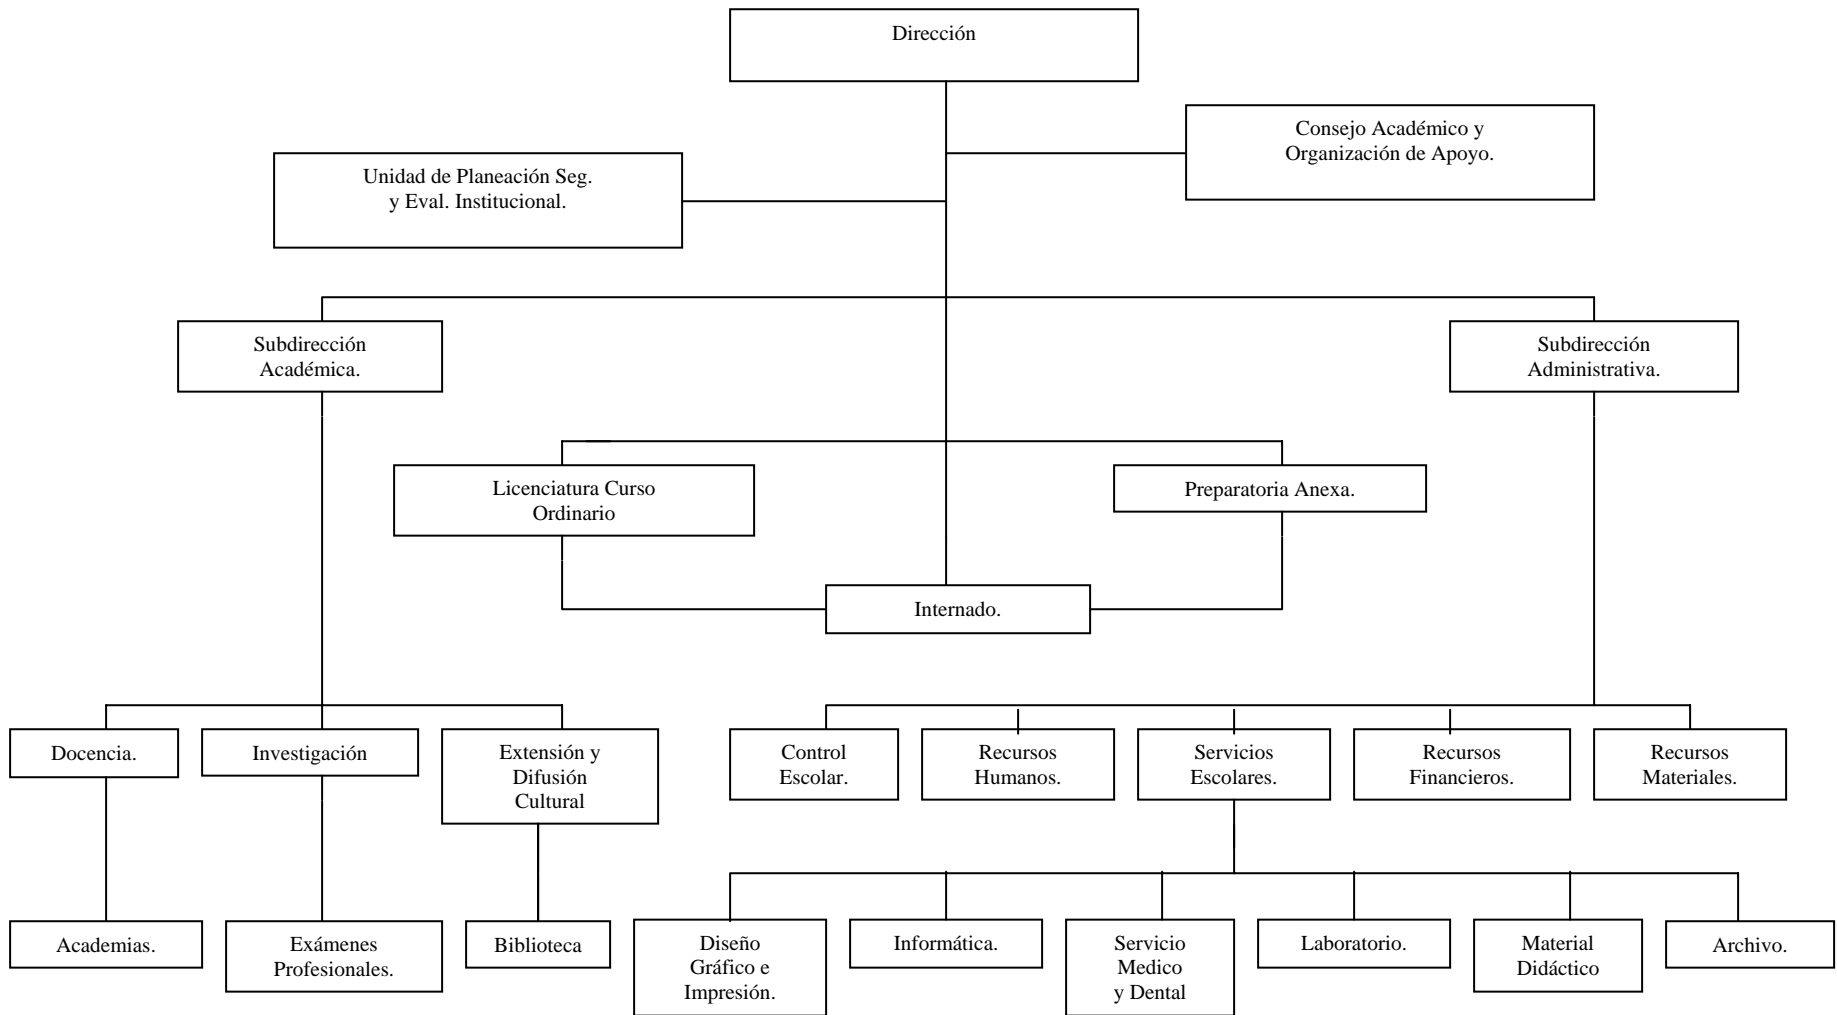 Dirección
Consejo Académico y
Organización de Apoyo.
Unidad de Planeación Seg.
y Eval. Institucional.
Subdirección
Académica.
Subdirección
Administrativa.
Licenciatura Curso
Ordinario
Preparatoria Anexa.
Internado.
Docencia.
Investigación
Extensión y
Difusión
Cultural
Control
Escolar.
Recursos
Humanos.
Servicios
Escolares.
Recursos
Financieros.
Recursos
Materiales.
Academias.
Exámenes
Profesionales.
Biblioteca
Diseño
Gráfico e
Impresión.
Informática.
Servicio
Medico
y Dental
Laboratorio.
Material
Didáctico
Archivo.